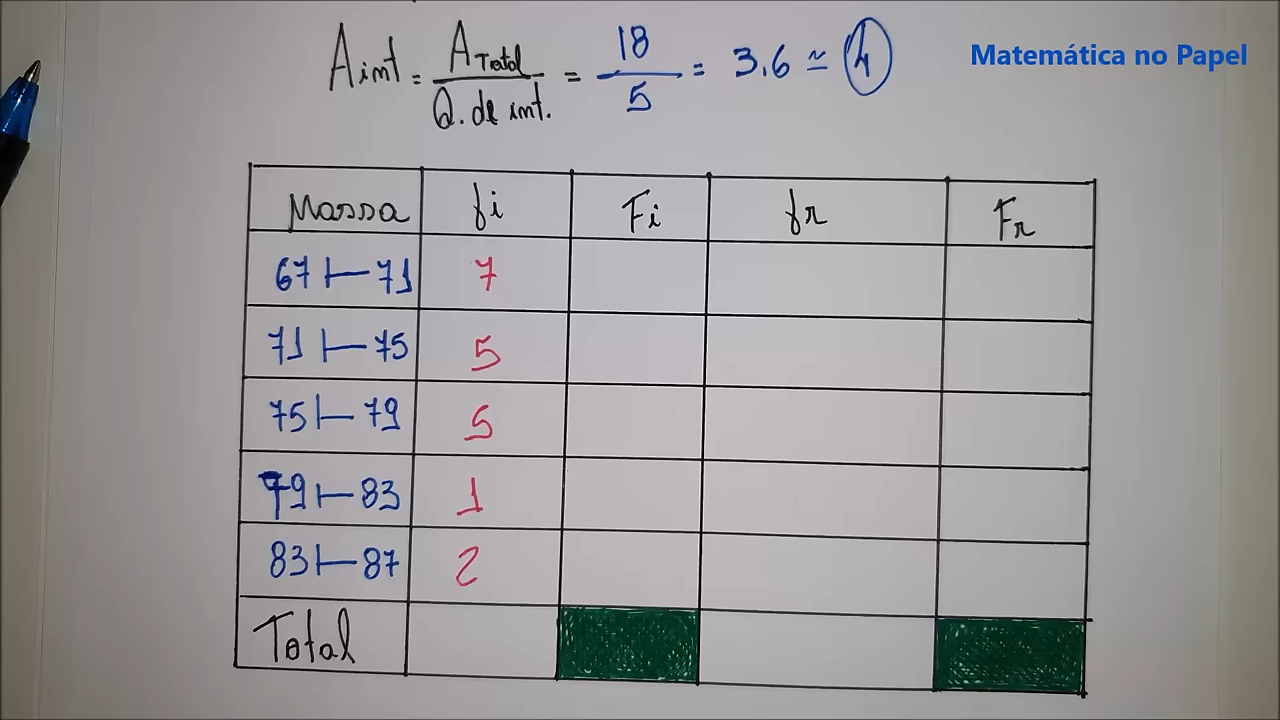 Matemática no Papel
Aint = ATotal / Q. de int. = 18 / 5 = 3.6 ≃ 4
Massa fi Fi fr Fr
67 ⊢ 71 7
71 ⊢ 75 5
75 ⊢ 79 5
79 ⊢ 83 1
83 ⊢ 87 2
Total